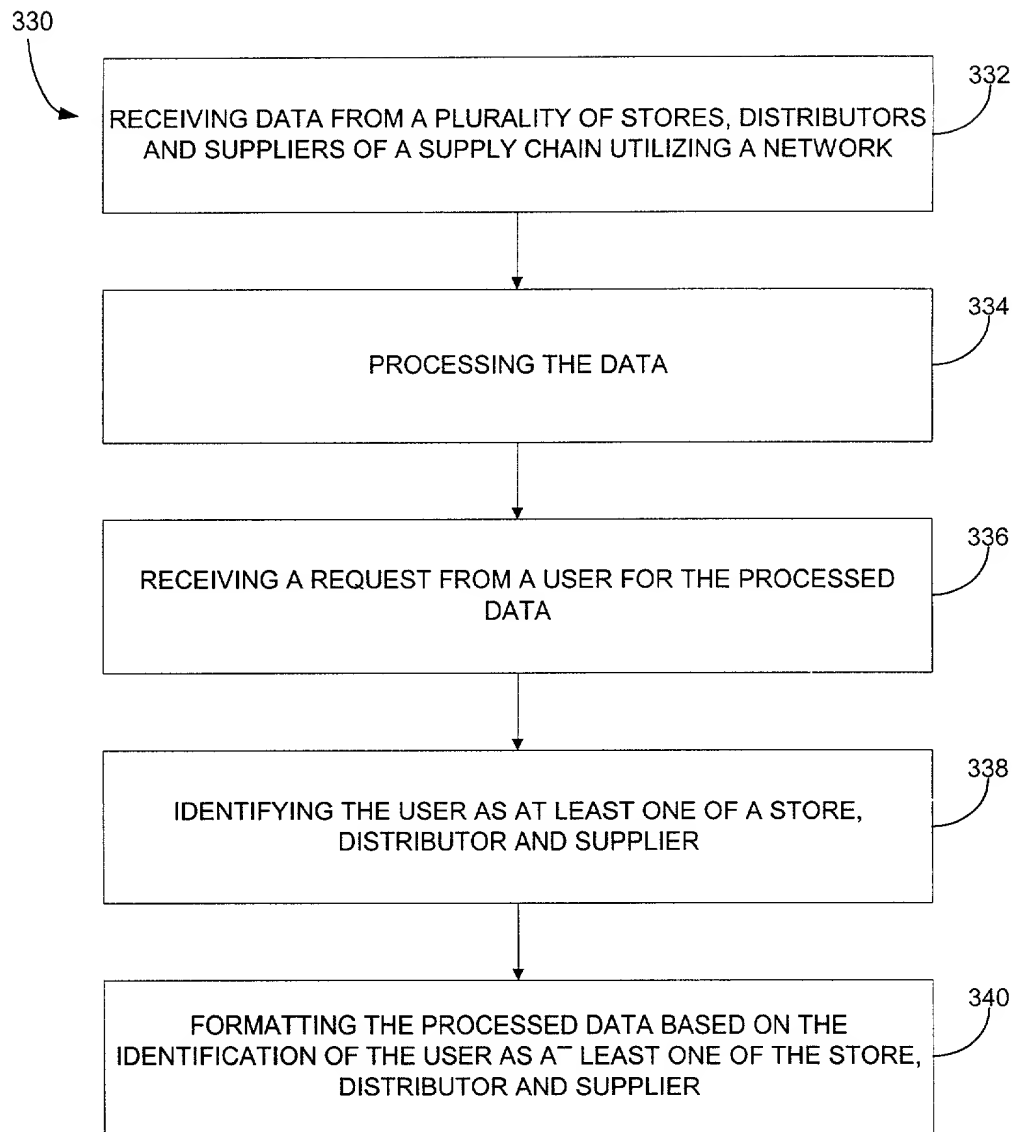 330
332
RECEIVING DATA FROM A PLURALITY OF STORES, DISTRIBUTORS
AND SUPPLIERS OF A SUPPLY CHAIN UTILIZING A NETWORK
334
PROCESSING THE DATA
336
RECEIVING A REQUEST FROM A USER FOR THE PROCESSED
DATA
338
IDENTIFYING THE USER AS AT LEAST ONE OF A STORE,
DISTRIBUTOR AND SUPPLIER
340
FORMATTING THE PROCESSED DATA BASED ON THE
IDENTIFICATION OF THE USER AS A¯ LEAST ONE OF THE STORE,
DISTRIBUTOR AND SUPPLIER